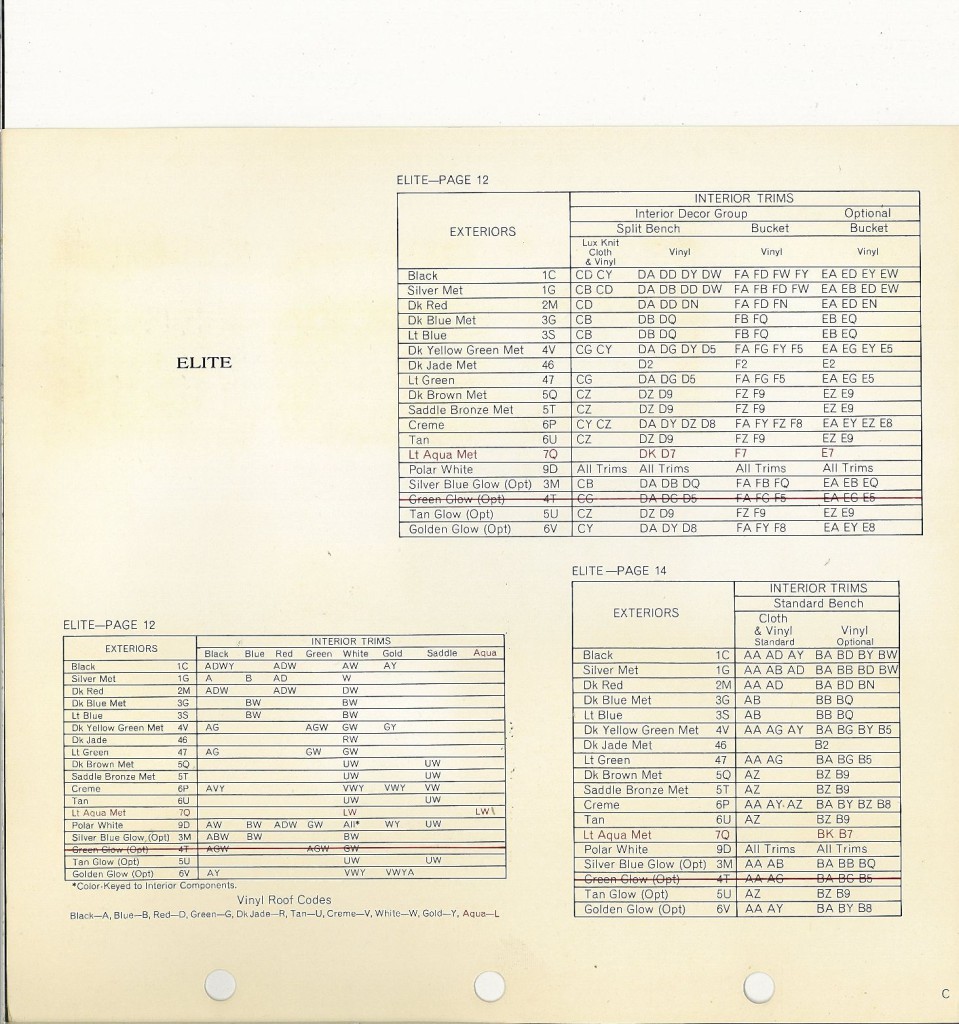 ELITE
ELITE—PAGE 12
EXTERIORS
INTERIOR TRIMS
Interior Decor Group Optional
Split Bench Bucket Bucket
Lux Knit Cloth & Vinyl Vinyl Vinyl Vinyl
Black 1C CD CY DA DD DY DW FA FD FW FY EA ED EY EW
Silver Met 1G CB CD DA DB DD DW FA FB FD FW EA EB ED EW
Dk Red 2M CD DA DD DN FA FD FN EA ED EN
Dk Blue Met 3G CB DB DQ FB FQ EB EQ
Lt Blue 3S CB DB DQ FB FQ EB EQ
Dk Yellow Green Met 4V CG CY DA DG DY D5 FA FG FY F5 EA EG EY E5
Dk Jade Met 46 D2 F2 E2
Lt Green 47 CG DA DG D5 FA FG F5 EA EG E5
Dk Brown Met 5Q CZ DZ D9 FZ F9 EZ E9
Saddle Bronze Met 5T CZ DZ D9 FZ F9 EZ E9
Creme 6P CY CZ DA DY DZ D8 FA FY FZ F8 EA EY EZ E8
Tan 6U CZ DZ D9 FZ F9 EZ E9
Lt Aqua Met 7Q DK D7 F7 E7
Polar White 9D All Trims All Trims All Trims All Trims
Silver Blue Glow (Opt) 3M CB DA DB DQ FA FB FQ EA EB EQ
Green Glow (Opt) 4T CG DA DG D5 FA FG F5 EA EG E5
Tan Glow (Opt) 5U CZ DZ D9 FZ F9 EZ E9
Golden Glow (Opt) 6V CY DA DY D8 FA FY F8 EA EY E8
ELITE—PAGE 12
EXTERIORS
INTERIOR TRIMS
Black Blue Red Green White Gold Saddle Aqua
Black 1C ADWY ADW AW AY
Silver Met 1G A B AD W
Dk Red 2M ADW ADW DW
Dk Blue Met 3G BW BW
Lt Blue 3S BW BW
Dk Yellow Green Met 4V AG AGW GW GY
Dk Jade 46 RW
Lt Green 47 AG GW GW
Dk Brown Met 5Q UW UW
Saddle Bronze Met 5T UW UW
Creme 6P AVY VWY VWY VW
Tan 6U UW UW
Lt Aqua Met 7Q LW LW
Polar White 9D AW BW ADW GW All* WY UW
Silver Blue Glow (Opt) 3M ABW BW BW
Green Glow (Opt) 4T AGW AGW GW
Tan Glow (Opt) 5U UW UW
Golden Glow (Opt) 6V AY VWY VWYA
*Color-Keyed to Interior Components.
Vinyl Roof Codes
Black—A, Blue—B, Red—D, Green—G, Dk Jade—R, Tan—U, Creme—V, White—W, Gold—Y, Aqua—L
ELITE—PAGE 14
EXTERIORS
INTERIOR TRIMS
Standard Bench
Cloth & Vinyl Standard Vinyl Optional
Black 1C AA AD AY BA BD BY BW
Silver Met 1G AA AB AD BA BB BD BW
Dk Red 2M AA AD BA BD BN
Dk Blue Met 3G AB BB BQ
Lt Blue 3S AB BB BQ
Dk Yellow Green Met 4V AA AG AY BA BG BY B5
Dk Jade Met 46 B2
Lt Green 47 AA AG BA BG B5
Dk Brown Met 5Q AZ BZ B9
Saddle Bronze Met 5T AZ BZ B9
Creme 6P AA AY AZ BA BY BZ B8
Tan 6U AZ BZ B9
Lt Aqua Met 7Q BK B7
Polar White 9D All Trims All Trims
Silver Blue Glow (Opt) 3M AA AB BA BB BQ
Green Glow (Opt) 4T AA AG BA BG B5
Tan Glow (Opt) 5U AZ BZ B9
Golden Glow (Opt) 6V AA AY BA BY B8
C